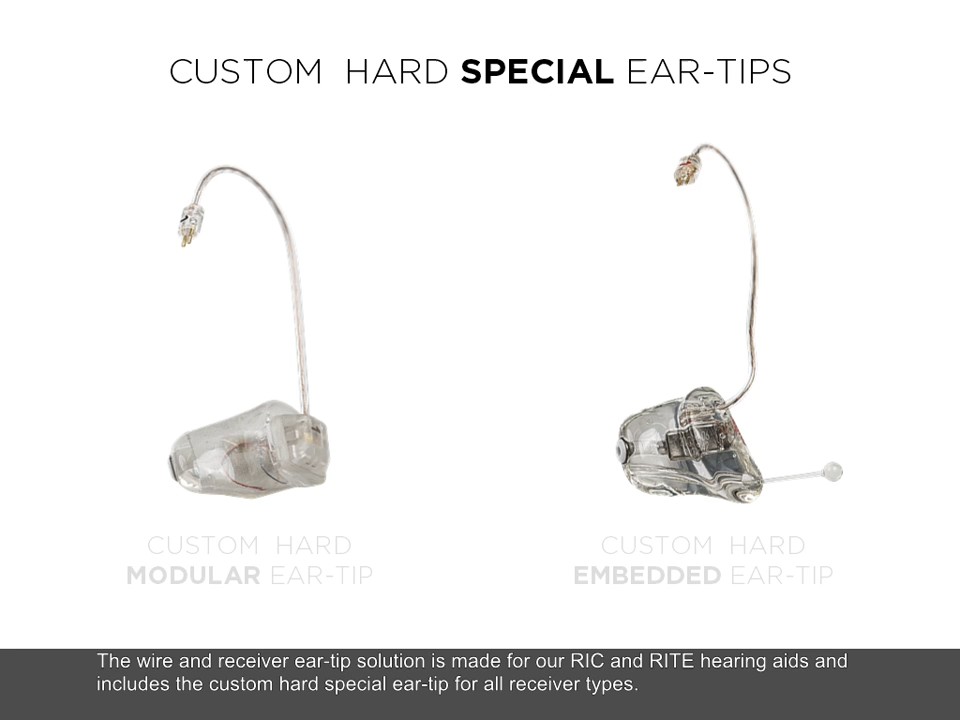 CUSTOM HARD SPECIAL EAR-TIPS
CUSTOM HARD
MODULAR EAR-TIP
CUSTOM HARD
EMBEDDED EAR-TIP
The wire and receiver ear-tip solution is made for our RIC and RITE hearing aids and
includes the custom hard special ear-tip for all receiver types.